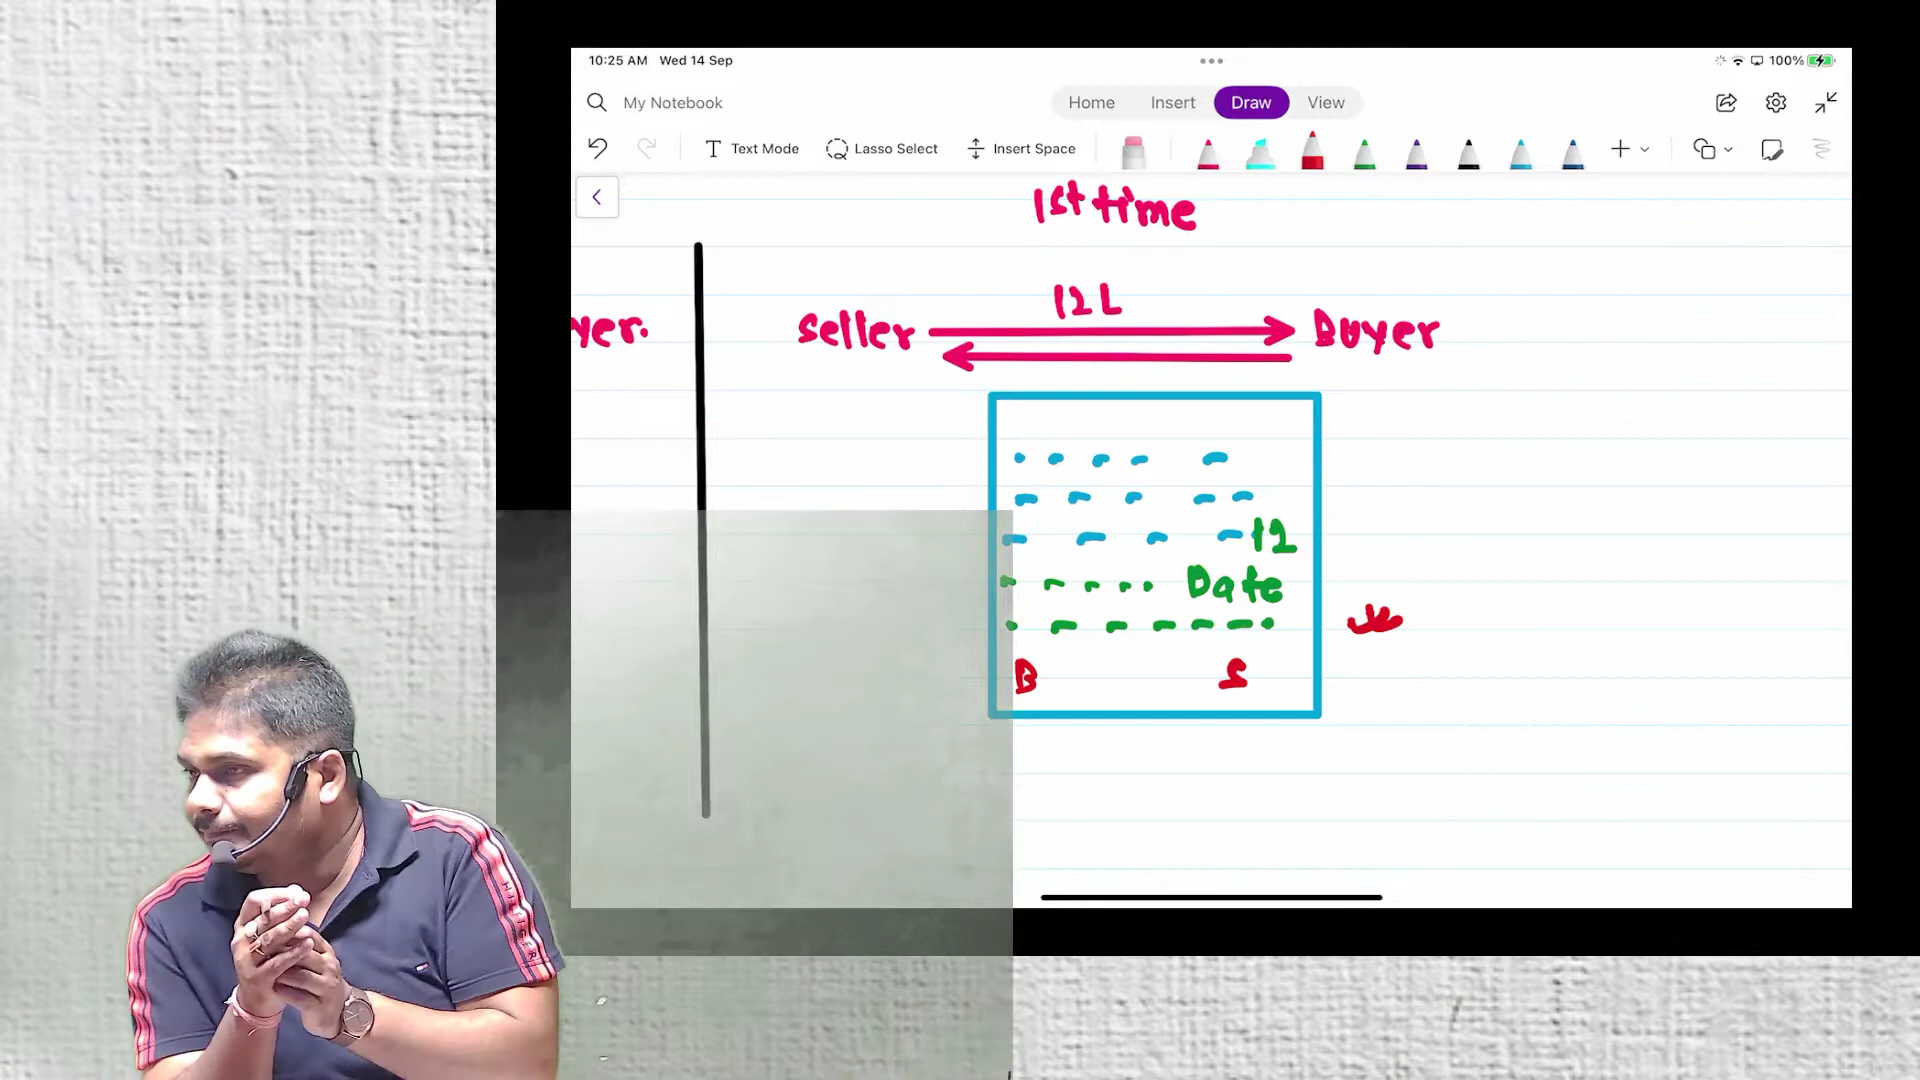 10:25 AM Wed 14 Sep
100%
My Notebook
Home Insert Draw View
Text Mode Lasso Select Insert Space
1st time
12 L
yer. Seller Buyer
12
Date
B S